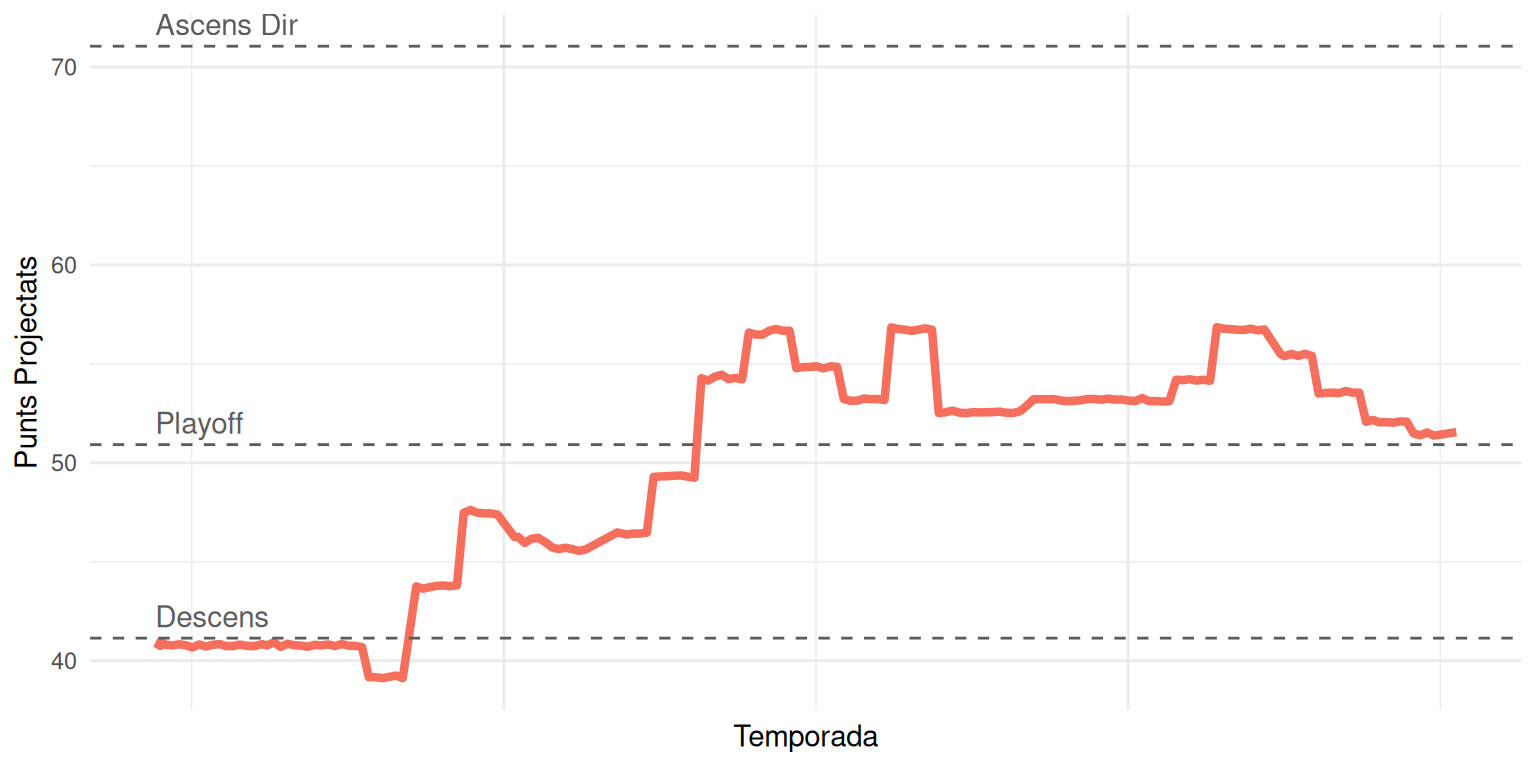 Ascens Dir
70
60
Punts Projectats
Playoff
50
Descens
40
Temporada